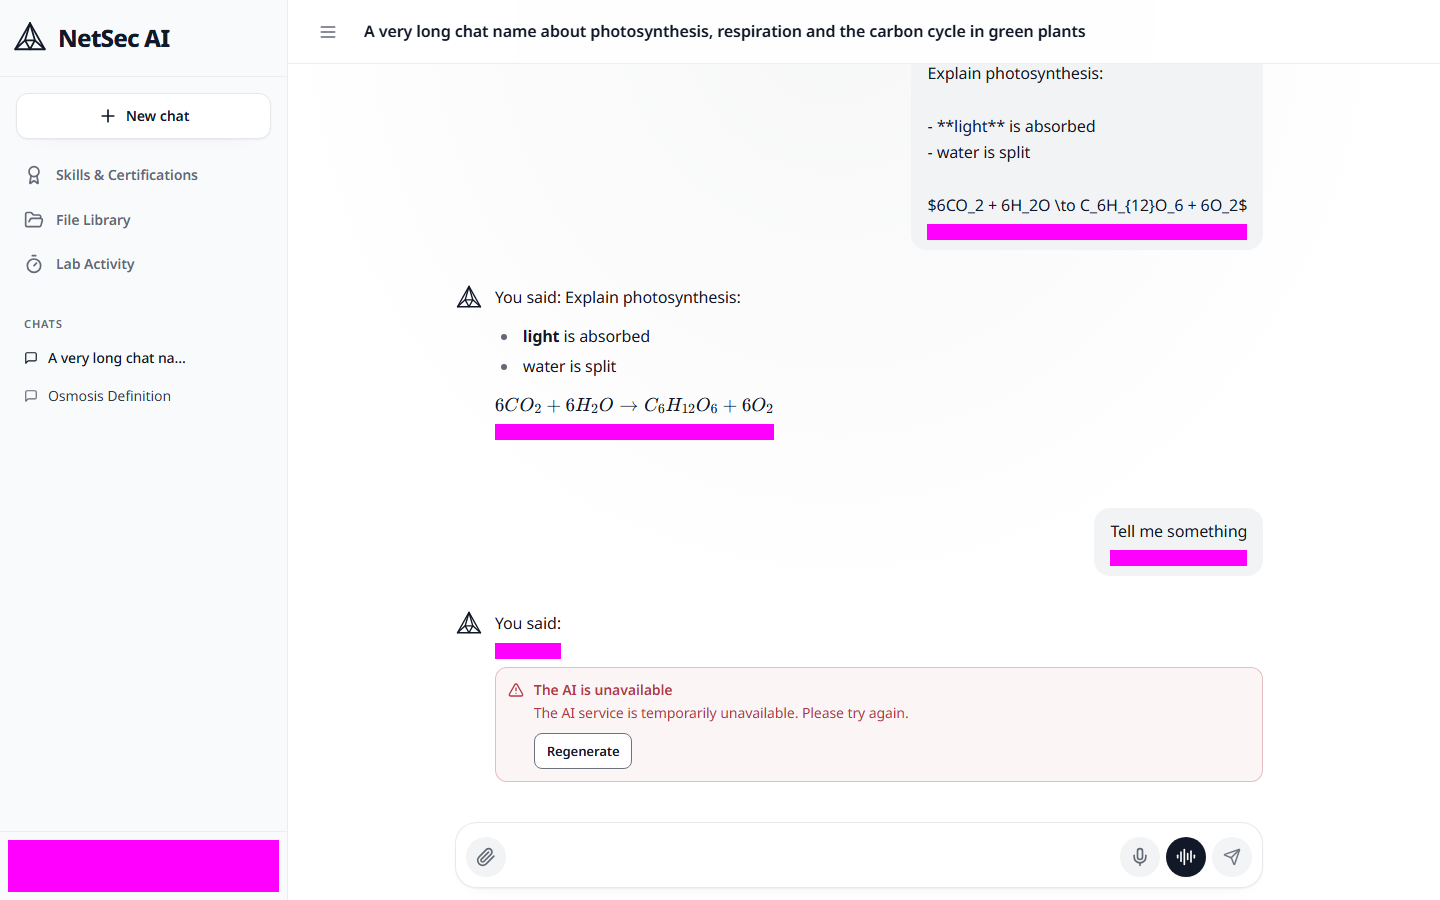 NetSec AI
New chat
Skills & Certifications
File Library
Lab Activity
CHATS
A very long chat na...
Osmosis Definition
A very long chat name about photosynthesis, respiration and the carbon cycle in green plants
Explain photosynthesis:
- **light** is absorbed
- water is split
$6CO_2 + 6H_2O \to C_6H_{12}O_6 + 6O_2$
You said: Explain photosynthesis:
• light is absorbed
• water is split
6CO₂ + 6H₂O → C₆H₁₂O₆ + 6O₂
Tell me something
You said:
The AI is unavailable
The AI service is temporarily unavailable. Please try again.
Regenerate